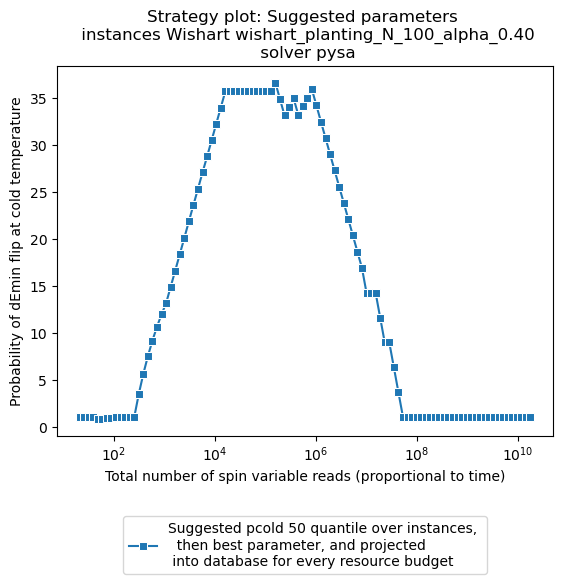 Strategy plot: Suggested parameters
instances Wishart wishart_planting_N_100_alpha_0.40
solver pysa
Probability of dEmin flip at cold temperature
35
30
25
20
15
10
5
0
10²
10⁴
10⁶
10⁸
10¹⁰
Total number of spin variable reads (proportional to time)
Suggested pcold 50 quantile over instances,
then best parameter, and projected
into database for every resource budget